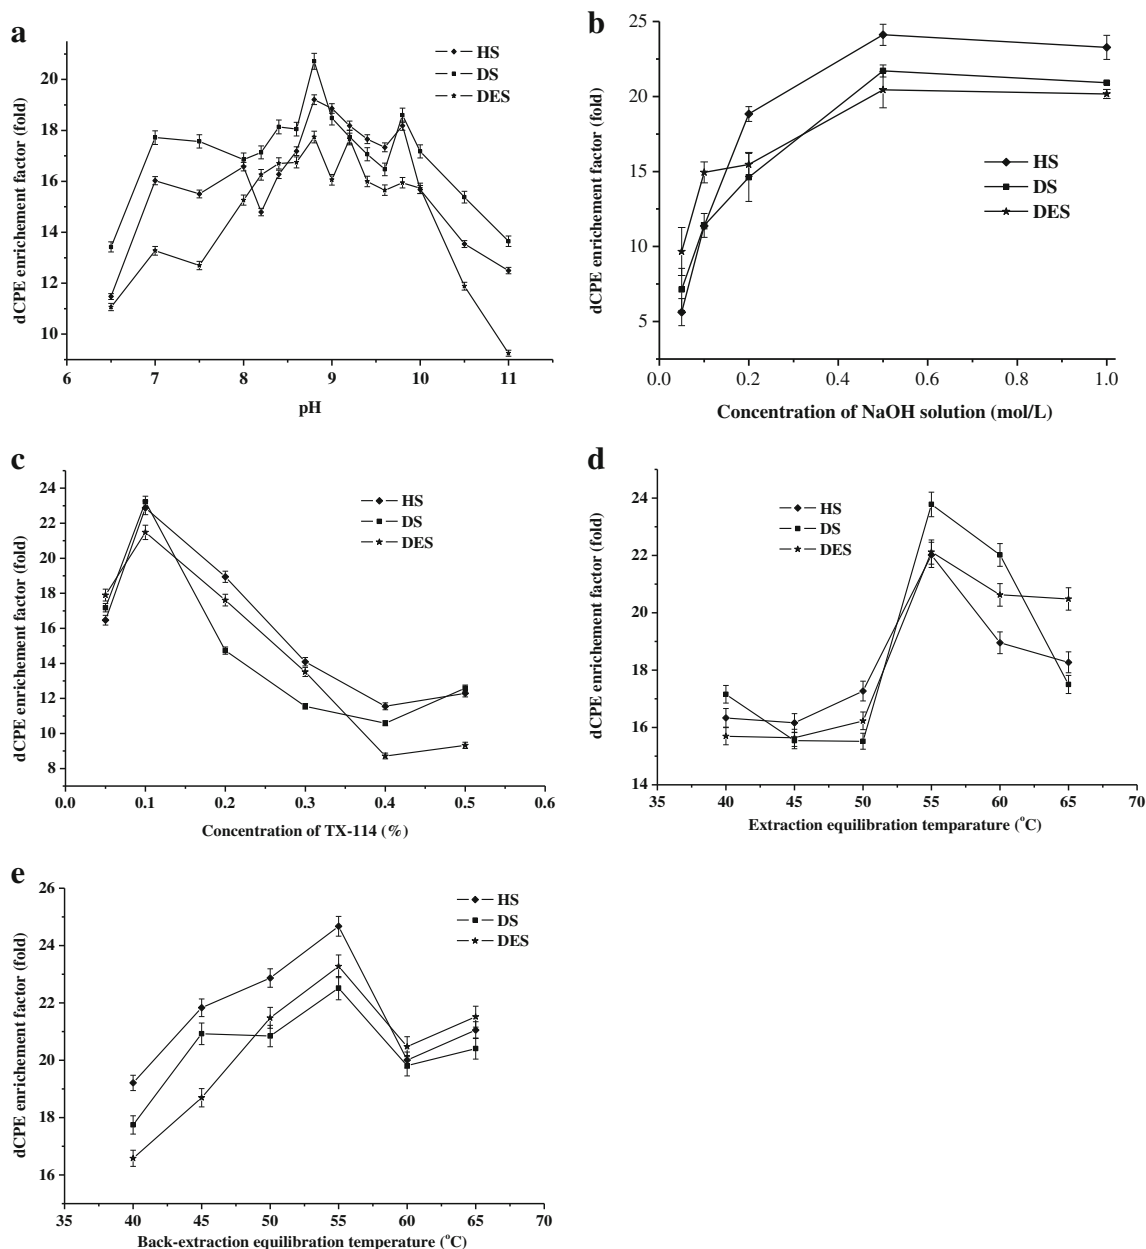 a
HS
DS
DES
dCPE enrichement factor (fold)
20
18
16
14
12
10
6 7 8 9 10 11
pH
b
HS
DS
DES
dCPE enrichement factor (fold)
25
20
15
10
5
0.0 0.2 0.4 0.6 0.8 1.0
Concentration of NaOH solution (mol/L)
c
HS
DS
DES
dCPE enrichement factor (fold)
24
22
20
18
16
14
12
10
8
0.0 0.1 0.2 0.3 0.4 0.5 0.6
Concentration of TX-114 (%)
d
HS
DS
DES
dCPE enrichment factor (fold)
24
22
20
18
16
14
35 40 45 50 55 60 65 70
Extraction equilibration temparature (°C)
e
HS
DS
DES
dCPE enrichement factor (fold)
26
24
22
20
18
16
35 40 45 50 55 60 65 70
Back-extraction equilibration temperature (°C)